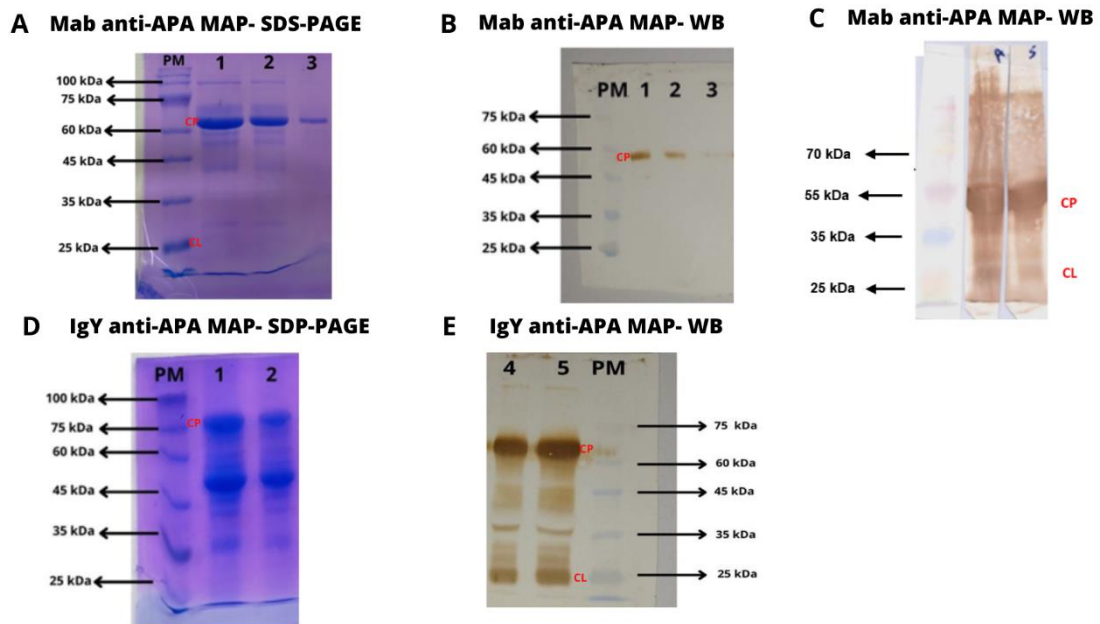 A Mab anti-APA MAP- SDS-PAGE
PM 1 2 3
100 kDa
75 kDa
CP
60 kDa
45 kDa
35 kDa
CL
25 kDa
B Mab anti-APA MAP- WB
PM 1 2 3
75 kDa
60 kDa
CP
45 kDa
35 kDa
25 kDa
C Mab anti-APA MAP- WB
70 kDa
55 kDa
CP
35 kDa
CL
25 kDa
D IgY anti-APA MAP- SDP-PAGE
PM 1 2
100 kDa
CP
75 kDa
60 kDa
45 kDa
35 kDa
25 kDa
E IgY anti-APA MAP- WB
4 5 PM
75 kDa
CP
60 kDa
45 kDa
35 kDa
CL
25 kDa